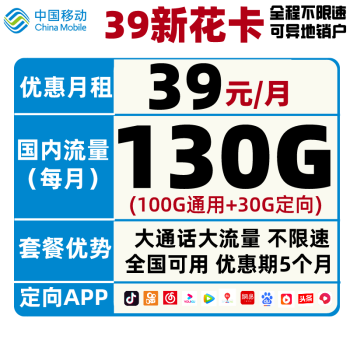 中国移动
China Mobile
39新花卡
全程不限速
可异地销户
优惠月租
39元/月
国内流量
(每月)
130G
(100G通用+30G定向)
套餐优势
大通话大流量 不限速
全国可用 优惠期5个月
定向APP